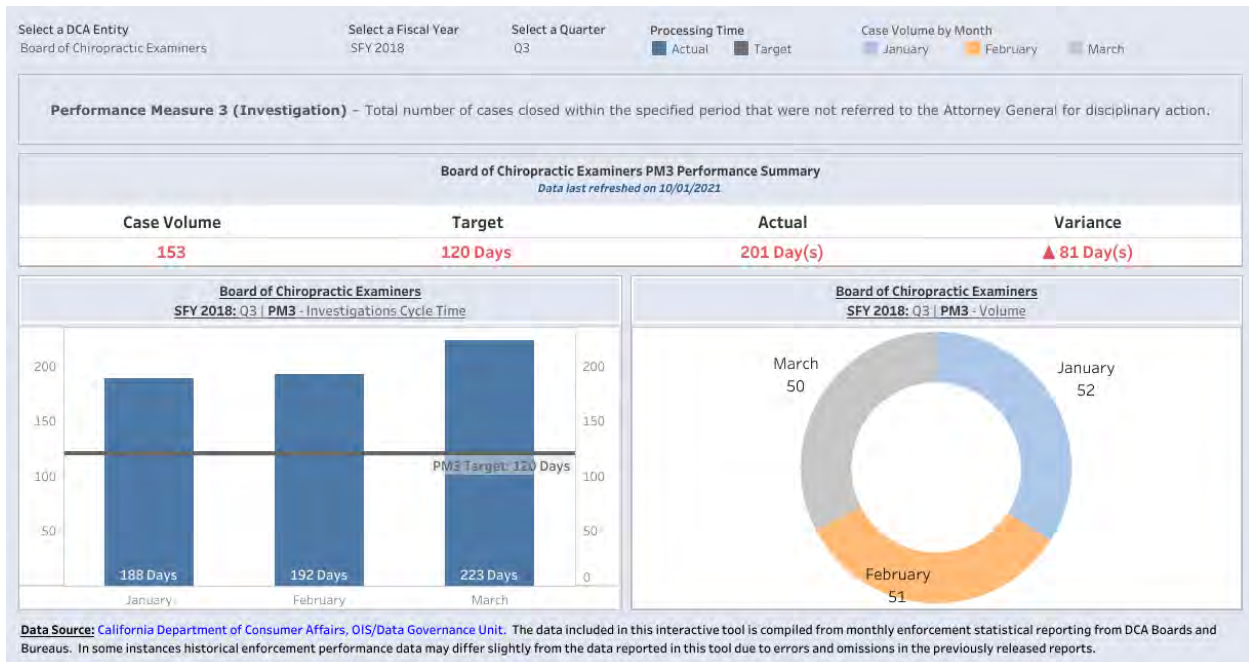 Select a DCA Entity
Board of Chiropractic Examiners
Select a Fiscal Year
SFY 2018
Select a Quarter
Q3
Processing Time
Actual
Target
Case Volume by Month
January
February
March
Performance Measure 3 (Investigation) – Total number of cases closed within the specified period that were not referred to the Attorney General for disciplinary action.
Board of Chiropractic Examiners PM3 Performance Summary
Data last refreshed on 10/01/2021
Case Volume Target Actual Variance
153 120 Days 201 Day(s) ▲ 81 Day(s)
Board of Chiropractic Examiners
SFY 2018: Q3 | PM3 - Investigations Cycle Time
200
150
100
50
PM3 Target: 120 Days
188 Days 192 Days 223 Days
January February March
200
150
100
50
0
Board of Chiropractic Examiners
SFY 2018: Q3 | PM3 - Volume
March
50
January
52
February
51
Data Source: California Department of Consumer Affairs, OIS/Data Governance Unit. The data included in this interactive tool is compiled from monthly enforcement statistical reporting from DCA Boards and
Bureaus. In some instances historical enforcement performance data may differ slightly from the data reported in this tool due to errors and omissions in the previously released reports.